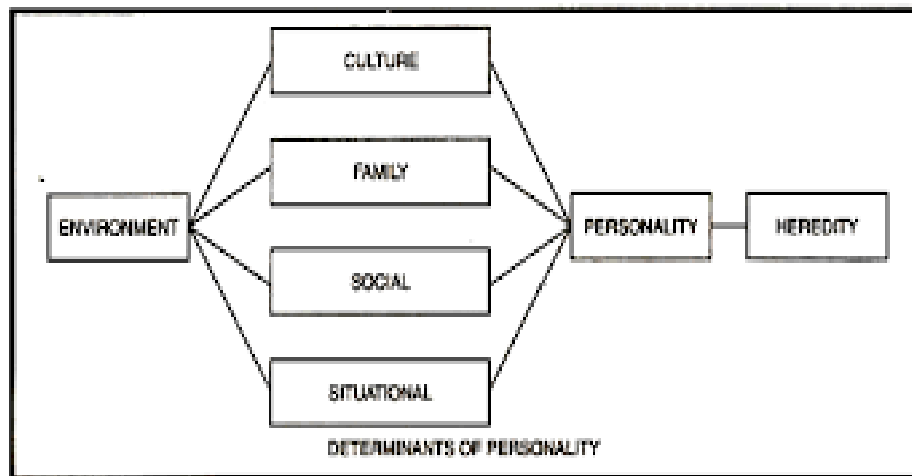 CULTURE
FAMILY
ENVIRONMENT
PERSONALITY
HEREDITY
SOCIAL
SITUATIONAL
DETERMINANTS OF PERSONALITY